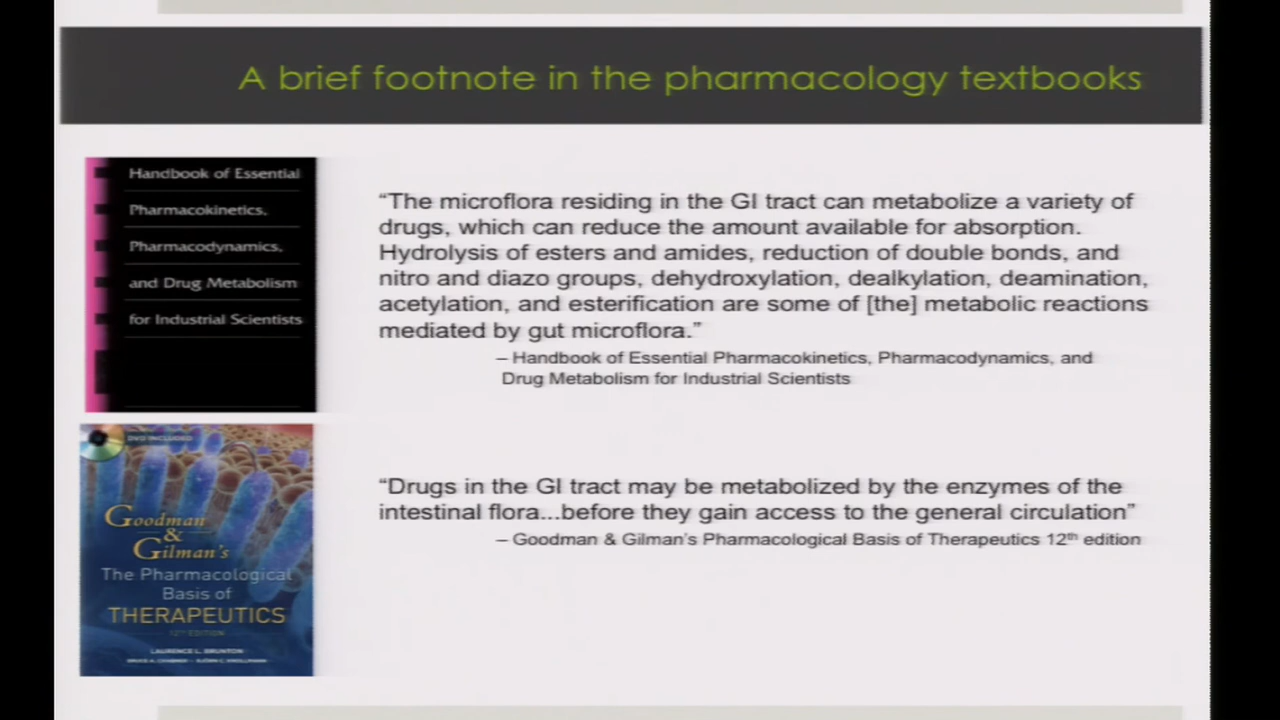 A brief footnote in the pharmacology textbooks
Handbook of Essential
Pharmacokinetics,
Pharmacodynamics,
and Drug Metabolism
for Industrial Scientists
“The microflora residing in the GI tract can metabolize a variety of
drugs, which can reduce the amount available for absorption.
Hydrolysis of esters and amides, reduction of double bonds, and
nitro and diazo groups, dehydroxylation, dealkylation, deamination,
acetylation, and esterification are some of [the] metabolic reactions
mediated by gut microflora.”
– Handbook of Essential Pharmacokinetics, Pharmacodynamics, and
Drug Metabolism for Industrial Scientists
DVD INCLUDED
Goodman
&
Gilman's
The Pharmacological
Basis of
THERAPEUTICS
12TH EDITION
LAURENCE L. BRUNTON
“Drugs in the GI tract may be metabolized by the enzymes of the
intestinal flora...before they gain access to the general circulation”
– Goodman & Gilman's Pharmacological Basis of Therapeutics 12th edition